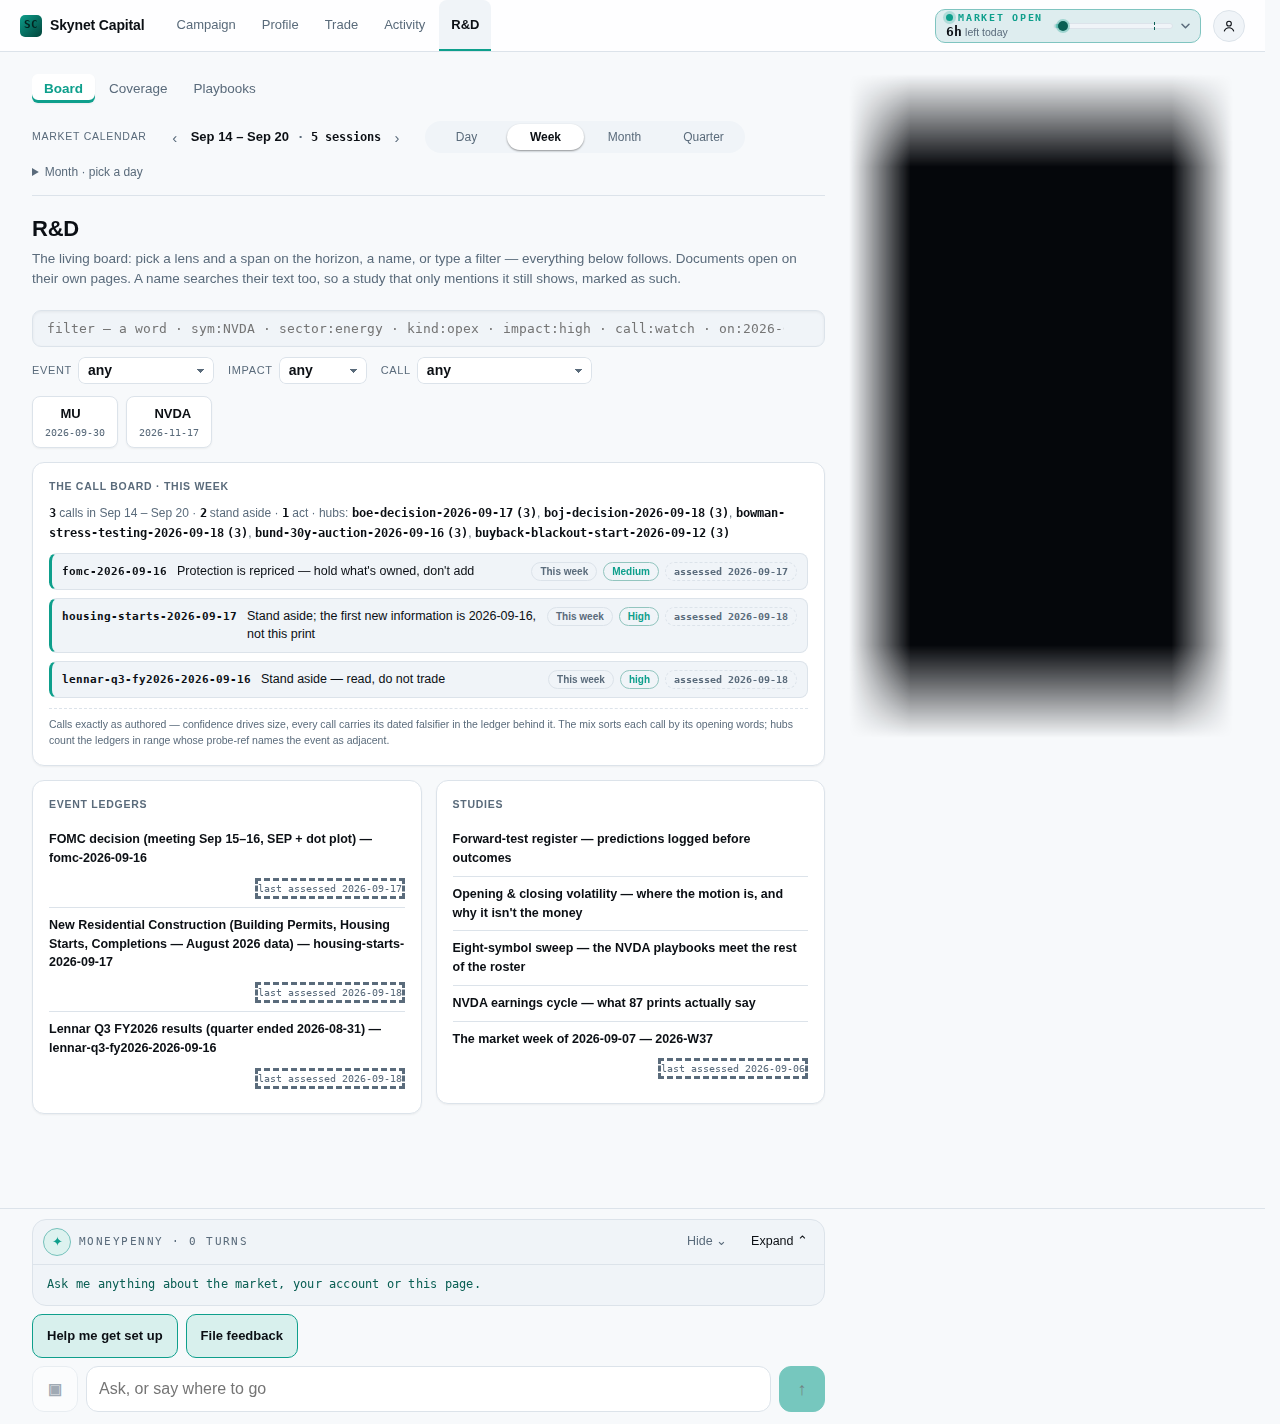 SC Skynet Capital Campaign Profile Trade Activity R&D
MARKET OPEN
6h left today
Board Coverage Playbooks
MARKET CALENDAR ‹ Sep 14 – Sep 20 · 5 sessions › Day Week Month Quarter
▶ Month · pick a day
R&D
The living board: pick a lens and a span on the horizon, a name, or type a filter — everything below follows. Documents open on
their own pages. A name searches their text too, so a study that only mentions it still shows, marked as such.
filter — a word · sym:NVDA · sector:energy · kind:opex · impact:high · call:watch · on:2026-
EVENT any IMPACT any CALL any
MU NVDA
2026-09-30 2026-11-17
THE CALL BOARD · THIS WEEK
3 calls in Sep 14 – Sep 20 · 2 stand aside · 1 act · hubs: boe-decision-2026-09-17 (3), boj-decision-2026-09-18 (3), bowman-
stress-testing-2026-09-18 (3), bund-30y-auction-2026-09-16 (3), buyback-blackout-start-2026-09-12 (3)
fomc-2026-09-16 Protection is repriced — hold what's owned, don't add This week Medium assessed 2026-09-17
housing-starts-2026-09-17 Stand aside; the first new information is 2026-09-16, This week High assessed 2026-09-18
not this print
lennar-q3-fy2026-2026-09-16 Stand aside — read, do not trade This week high assessed 2026-09-18
Calls exactly as authored — confidence drives size, every call carries its dated falsifier in the ledger behind it. The mix sorts each call by its opening words; hubs
count the ledgers in range whose probe-ref names the event as adjacent.
EVENT LEDGERS
FOMC decision (meeting Sep 15–16, SEP + dot plot) —
fomc-2026-09-16
last assessed 2026-09-17
New Residential Construction (Building Permits, Housing
Starts, Completions — August 2026 data) — housing-starts-
2026-09-17
last assessed 2026-09-18
Lennar Q3 FY2026 results (quarter ended 2026-08-31) —
lennar-q3-fy2026-2026-09-16
last assessed 2026-09-18
STUDIES
Forward-test register — predictions logged before
outcomes
Opening & closing volatility — where the motion is, and
why it isn't the money
Eight-symbol sweep — the NVDA playbooks meet the rest
of the roster
NVDA earnings cycle — what 87 prints actually say
The market week of 2026-09-07 — 2026-W37
last assessed 2026-09-06
MONEYPENNY · 0 TURNS Hide ⌄ Expand ⌃
Ask me anything about the market, your account or this page.
Help me get set up File feedback
Ask, or say where to go ↑